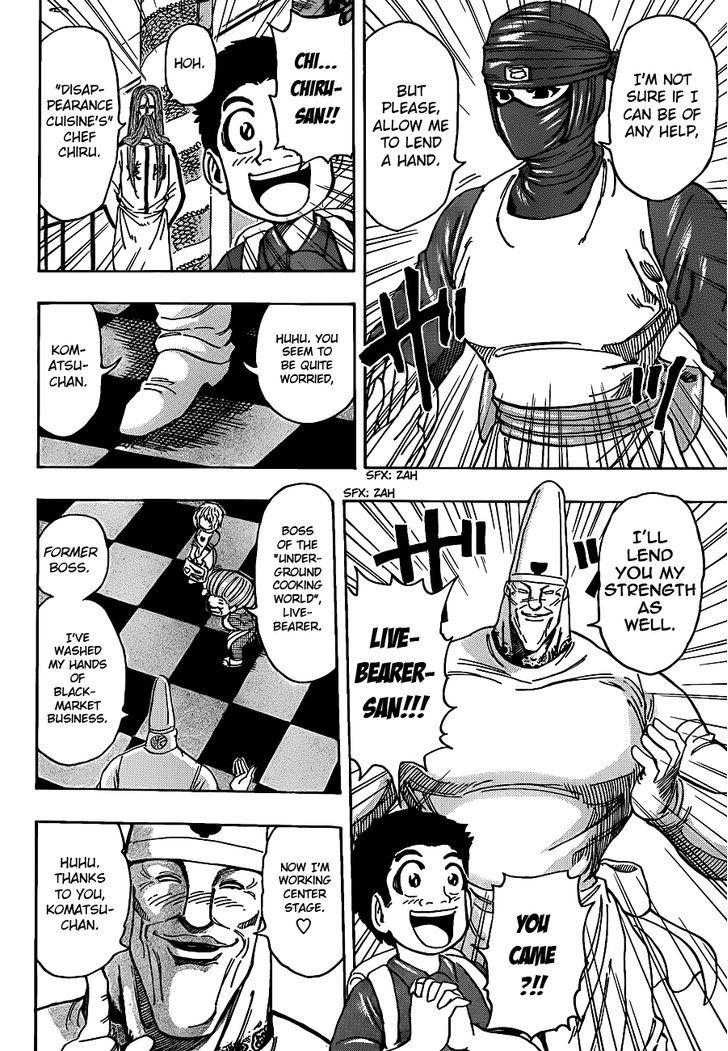 I'M NOT
SURE IF I
CAN BE OF
ANY HELP,
BUT
PLEASE,
ALLOW ME
TO LEND
A HAND.
SFX: ZAH
CHI...
CHIRU-
SAN!!
HOH.
"DISAP-
PEARANCE
CUISINE'S"
CHEF
CHIRU.
HUHU. YOU
SEEM TO
BE QUITE
WORRIED,
KOM-
ATSU-
CHAN.
SFX: ZAH
I'LL
LEND
YOU MY
STRENGTH
AS
WELL.
LIVE-
BEARER-
SAN!!!
YOU
CAME
?!!
BOSS
OF THE
"UNDER-
GROUND
COOKING
WORLD",
LIVE-
BEARER.
FORMER
BOSS.
I'VE
WASHED
MY HANDS
OF
BLACK-
MARKET
BUSINESS.
NOW I'M
WORKING
CENTER
STAGE.
♡
HUHU.
THANKS
TO YOU,
KOMATSU-
CHAN.